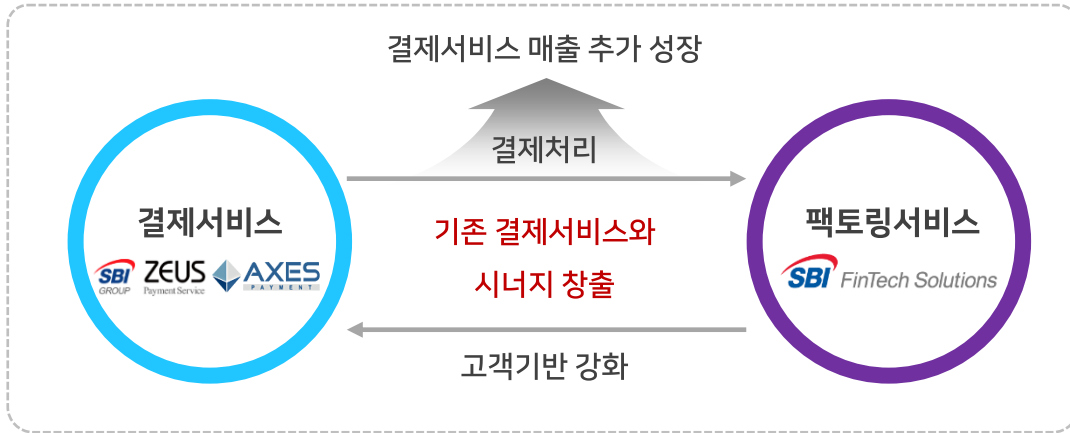 결제서비스 매출 추가 성장
결제처리
결제서비스
SBI GROUP
ZEUS Payment Service
AXES PAYMENT
기존 결제서비스와
시너지 창출
팩토링서비스
SBI FinTech Solutions
고객기반 강화